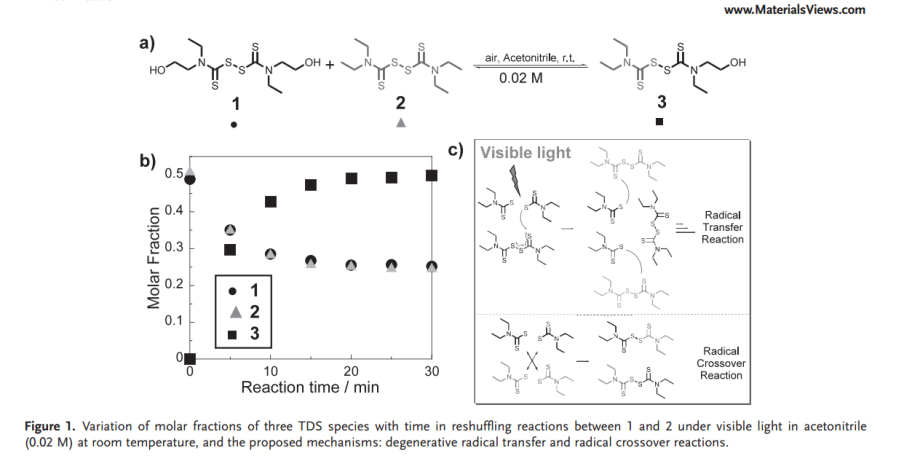 www.MaterialsViews.com
a)
HO
N
S
S
S
S
N
OH
+
N
S
S
S
S
N
air, Acetonitrile, r.t.
0.02 M
N
S
S
S
S
N
OH
1
2
3
b)
Molar Fraction
0.5
0.4
0.3
0.2
0.1
0
1
2
3
0
10
20
30
Reaction time / min
c)
Visible light
Radical
Transfer
Reaction
Radical
Crossover
Reaction
Figure 1. Variation of molar fractions of three TDS species with time in reshuffling reactions between 1 and 2 under visible light in acetonitrile
(0.02 M) at room temperature, and the proposed mechanisms: degenerative radical transfer and radical crossover reactions.